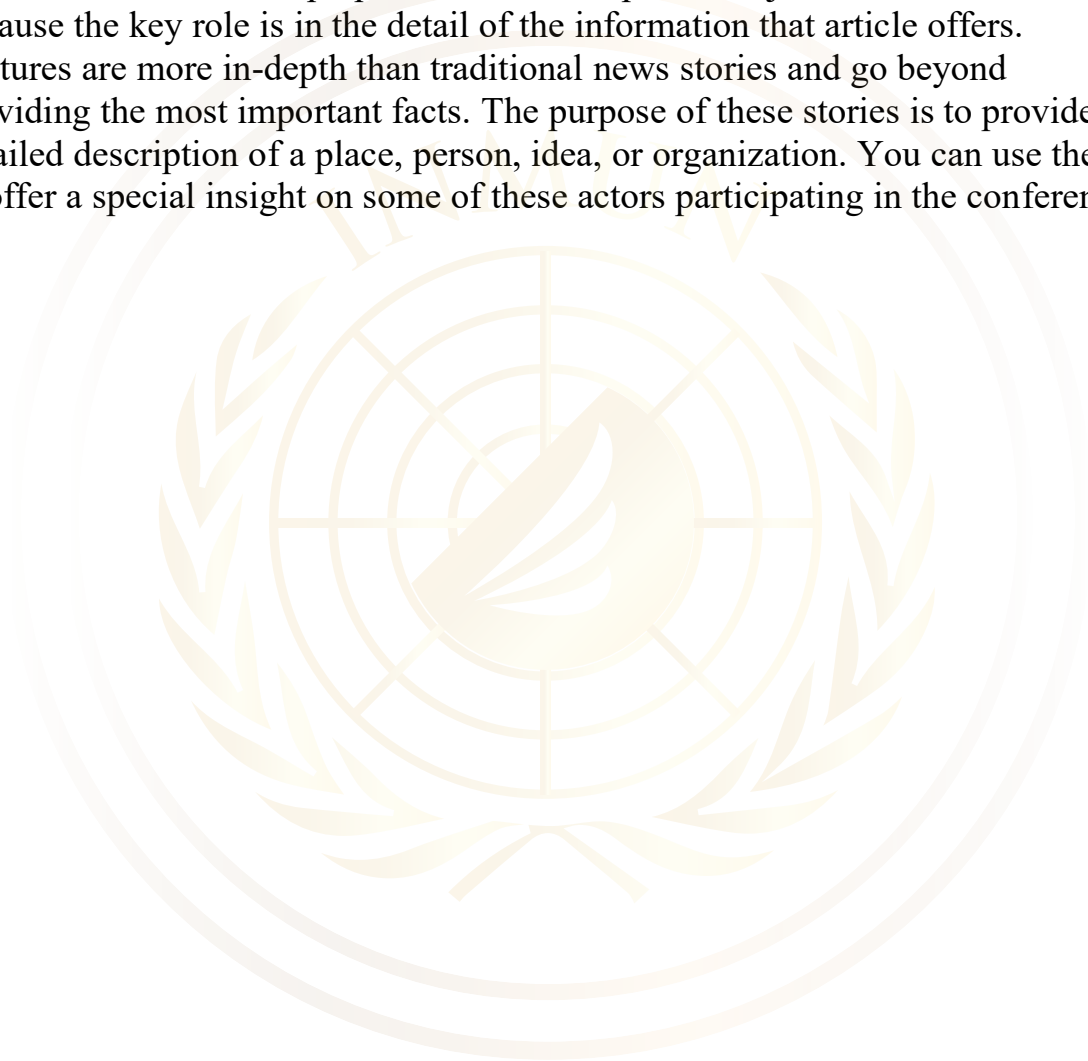 ause the key role is in the detail of the information that article offers.
tures are more in-depth than traditional news stories and go beyond
viding the most important facts. The purpose of these stories is to provide
ailed description of a place, person, idea, or organization. You can use the
offer a special insight on some of these actors participating in the conferen
INMUN